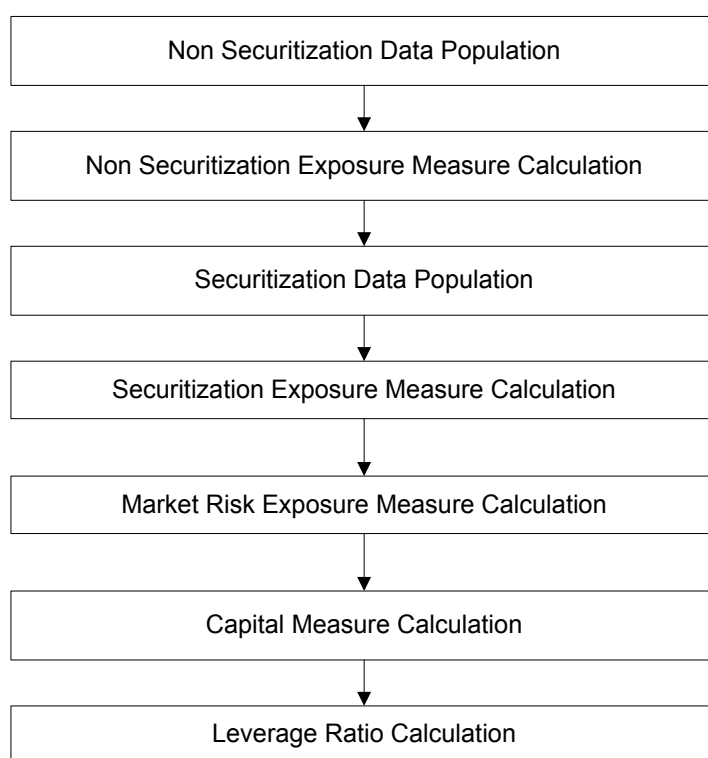 Non Securitization Data Population
Non Securitization Exposure Measure Calculation
Securitization Data Population
Securitization Exposure Measure Calculation
Market Risk Exposure Measure Calculation
Capital Measure Calculation
Leverage Ratio Calculation